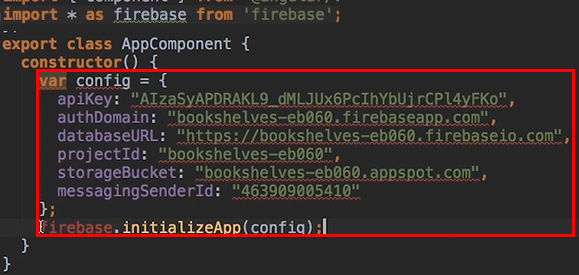 import * as firebase from 'firebase';
export class AppComponent {
constructor() {
var config = {
apiKey: "AIzaSyAPDRAKL9_dMLJUx6PcIhYbUjrCPl4yFKo",
authDomain: "bookshelves-eb060.firebaseapp.com",
databaseURL: "https://bookshelves-eb060.firebaseio.com",
projectId: "bookshelves-eb060",
storageBucket: "bookshelves-eb060.appspot.com",
messagingSenderId: "463909005410"
};
firebase.initializeApp(config);
}
}